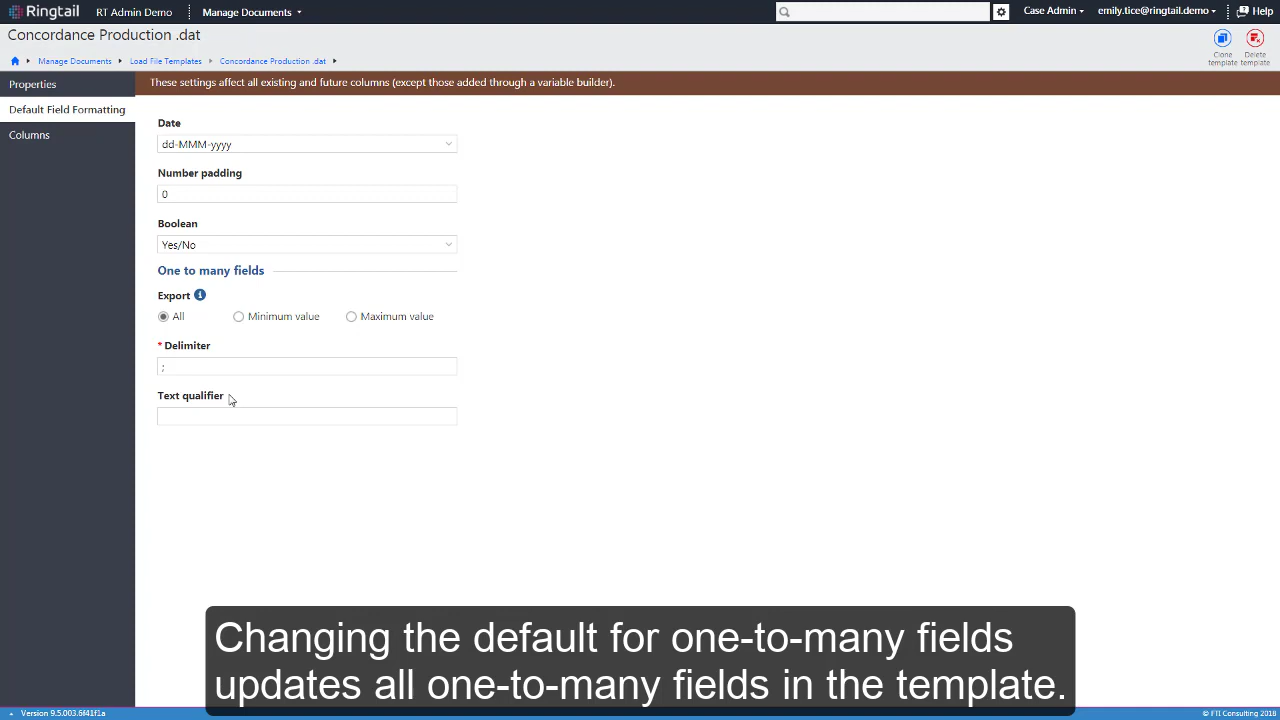 Ringtail RT Admin Demo Manage Documents Case Admin emily.tice@ringtail.demo Help
Concordance Production .dat
Clone template
Delete template
Manage Documents Load File Templates Concordance Production .dat
Properties
These settings affect all existing and future columns (except those added through a variable builder).
Default Field Formatting
Columns
Date
dd-MMM-yyyy
Number padding
0
Boolean
Yes/No
One to many fields
Export
All Minimum value Maximum value
* Delimiter
;
Text qualifier
Changing the default for one-to-many fields
updates all one-to-many fields in the template.
Version 9.5.003.6f41f1a © FTI Consulting 2018